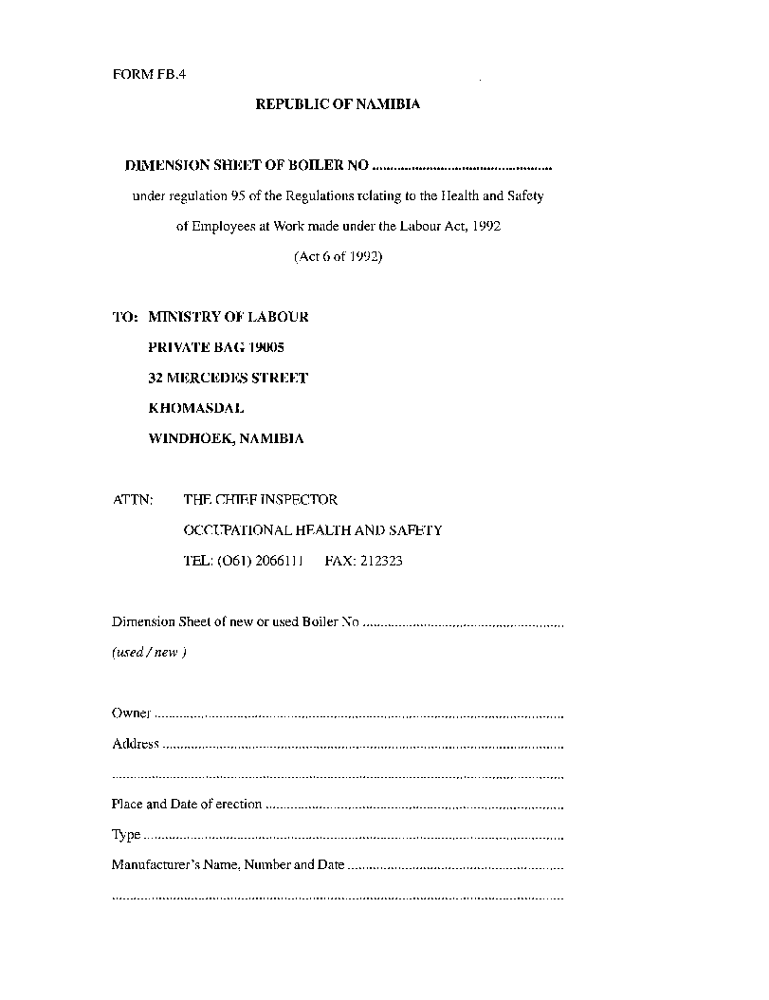 FORM FB.4
REPUBLIC OF NAMIBIA
DIMENSION SHEET OF BOILER NO ..................................................
under regulation 95 of the Regulations relating to the Health and Safety
of Employees at Work made under the Labour Act, 1992
(Act 6 of 1992)
TO: MINISTRY OF LABOUR
PRIVATE BAG 19005
32 MERCEDES STREET
KHOMASDAL
WINDHOEK, NAMIBIA
ATTN: THE CHIEF INSPECTOR
OCCUPATIONAL HEALTH AND SAFETY
TEL: (O61) 2066111 FAX: 212323
Dimension Sheet of new or used Boiler No ........................................................
(used / new )
Owner ..................................................................................................................
Address ................................................................................................................
..............................................................................................................................
Place and Date of erection ...................................................................................
Type .....................................................................................................................
Manufacturer's Name, Number and Date ............................................................
..............................................................................................................................